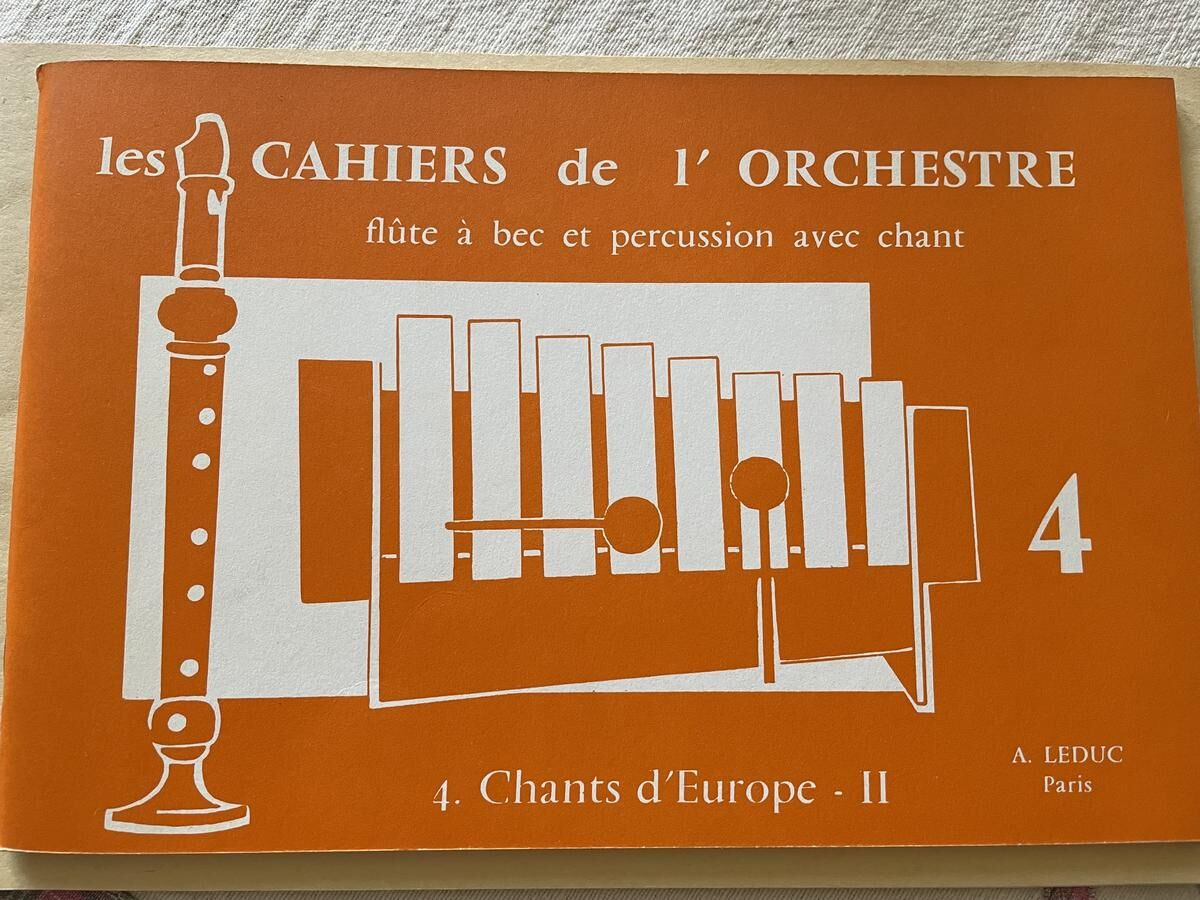 les CAHIERS de l' ORCHESTRE
flûte à bec et percussion avec chant
4
4. Chants d'Europe - II
A. LEDUC
Paris